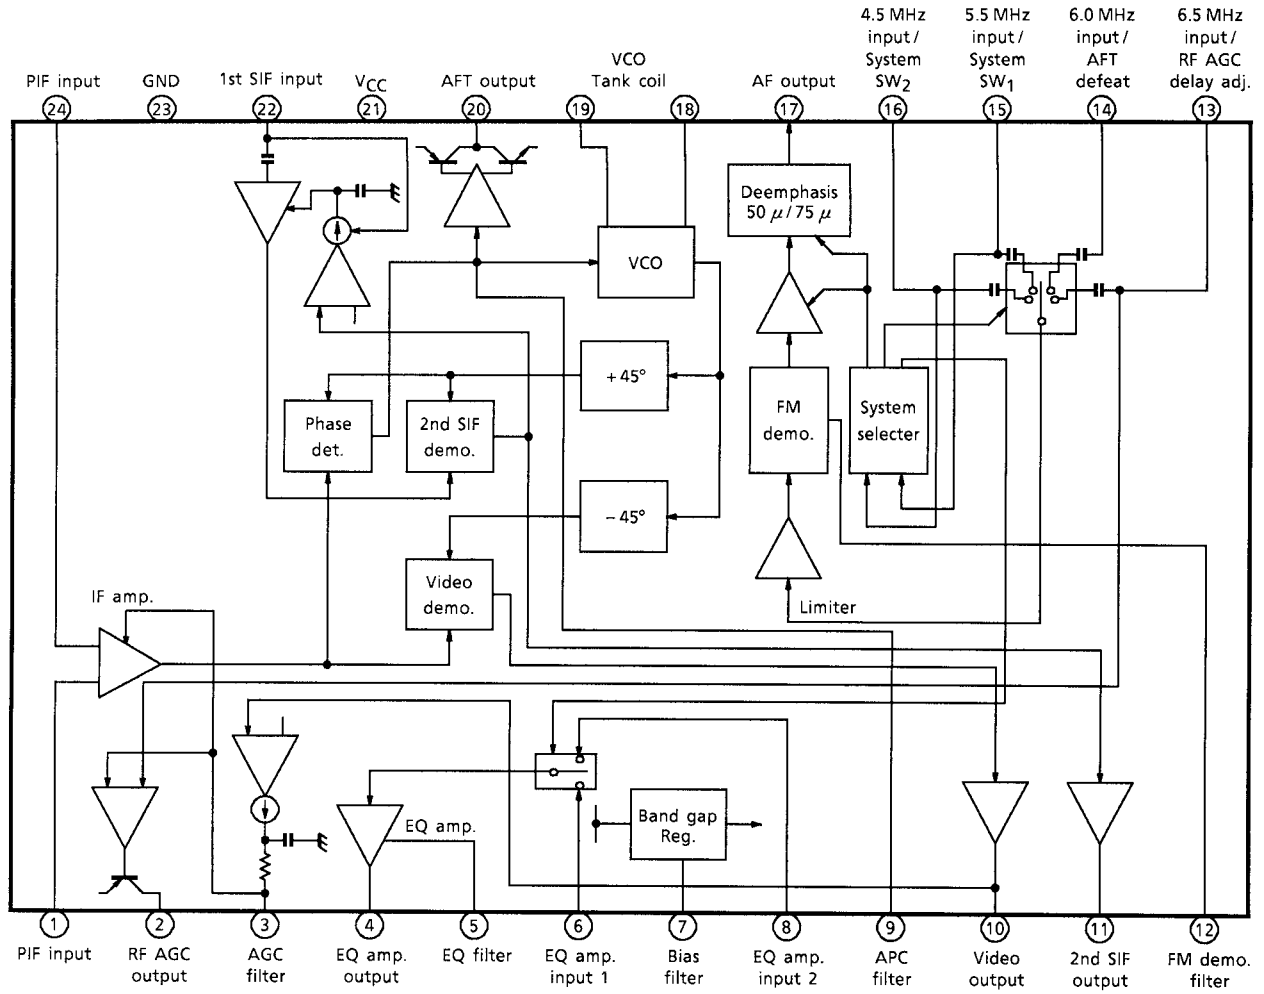 4.5 MHz
input /
System
SW2
5.5 MHz
input /
System
SW1
6.0 MHz
input /
AFT
defeat
6.5 MHz
input /
RF AGC
delay adj.
PIF input
GND
1st SIF input
VCC
AFT output
VCO
Tank coil
AF output
24
23
22
21
20
19
18
17
16
15
14
13
Deemphasis
50 μ / 75 μ
VCO
+ 45°
Phase
det.
2nd SIF
demo.
FM
demo.
System
selecter
− 45°
Video
demo.
IF amp.
Limiter
EQ amp.
Band gap
Reg.
1
2
3
4
5
6
7
8
9
10
11
12
PIF input
RF AGC
output
AGC
filter
EQ amp.
output
EQ filter
EQ amp.
input 1
Bias
filter
EQ amp.
input 2
APC
filter
Video
output
2nd SIF
output
FM demo.
filter